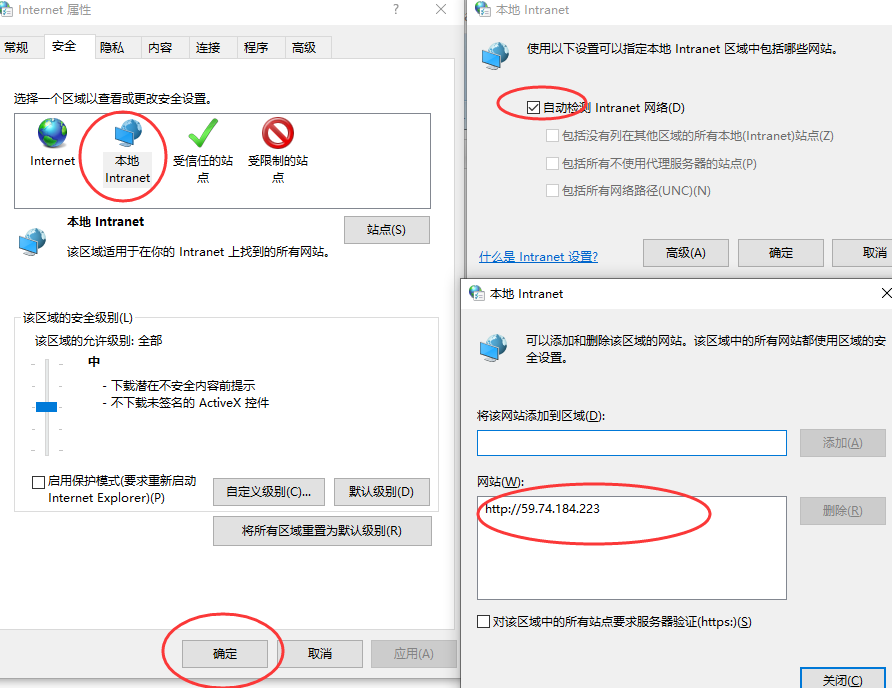 Internet 属性
?
常规
安全
隐私
内容
连接
程序
高级
选择一个区域以查看或更改安全设置。
Internet
本地
Intranet
受信任的站
点
受限制的站
点
本地 Intranet
站点(S)
该区域适用于在你的 Intranet 上找到的所有网站。
该区域的安全级别(L)
该区域的允许级别: 全部
中
- 下载潜在不安全内容前提示
- 不下载未签名的 ActiveX 控件
启用保护模式(要求重新启动
Internet Explorer)(P)
自定义级别(C)...
默认级别(D)
将所有区域重置为默认级别(R)
确定
取消
应用(A)
本地 Intranet
使用以下设置可以指定本地 Intranet 区域中包括哪些网站。
自动检测 Intranet 网络(D)
包括没有列在其他区域的所有本地(Intranet)站点(Z)
包括所有不使用代理服务器的站点(P)
包括所有网络路径(UNC)(N)
什么是 Intranet 设置?
高级(A)
确定
取消
本地 Intranet
可以添加和删除该区域的网站。该区域中的所有网站都使用区域的安
全设置。
将该网站添加到区域(D):
添加(A)
网站(W):
http://59.74.184.223
删除(R)
对该区域中的所有站点要求服务器验证(https:)(S)
关闭(C)